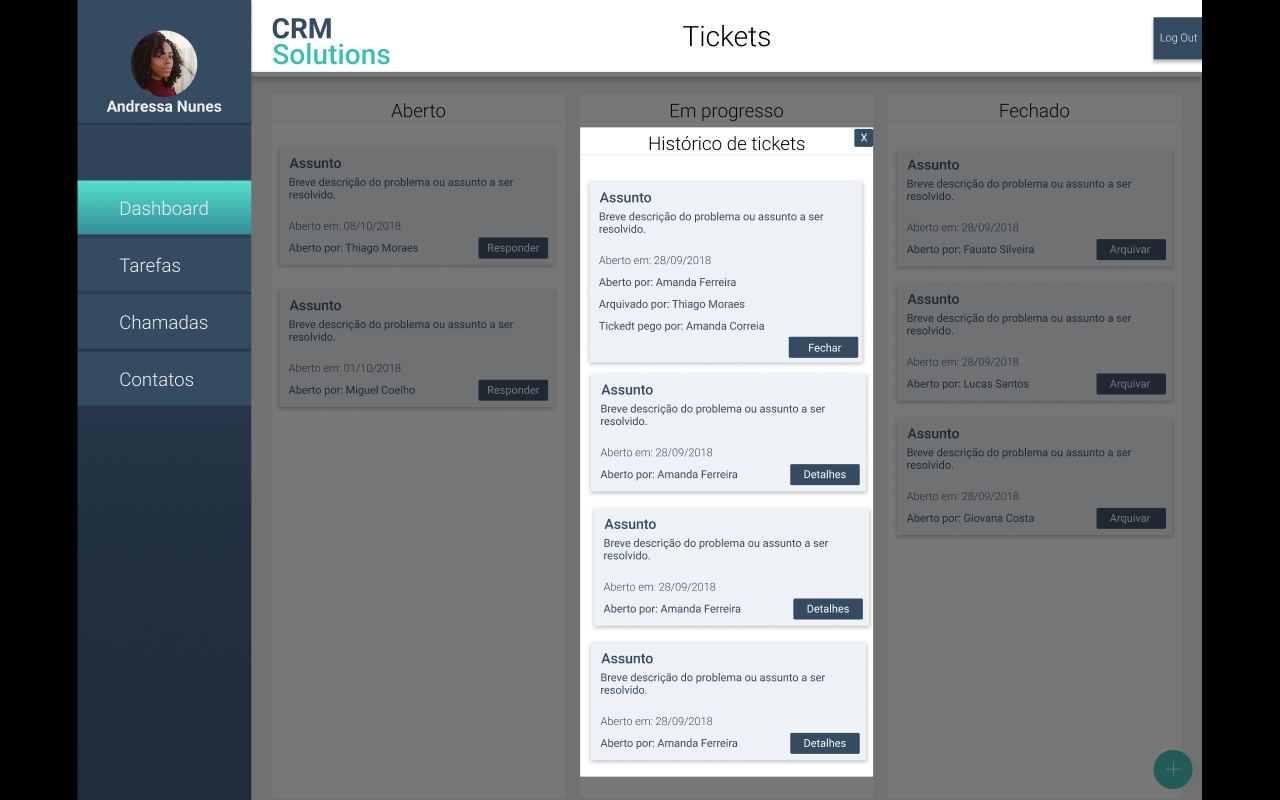 CRM
Solutions
Tickets
Log Out
Andressa Nunes
Dashboard
Tarefas
Chamadas
Contatos
Aberto
Assunto
Breve descrição do problema ou assunto a ser
resolvido.
Aberto em: 08/10/2018
Aberto por: Thiago Moraes
Responder
Assunto
Breve descrição do problema ou assunto a ser
resolvido.
Aberto em: 01/10/2018
Aberto por: Miguel Coelho
Responder
Em progresso
Histórico de tickets
X
Assunto
Breve descrição do problema ou assunto a ser
resolvido.
Aberto em: 28/09/2018
Aberto por: Amanda Ferreira
Arquivado por: Thiago Moraes
Tickedt pego por: Amanda Correia
Fechar
Assunto
Breve descrição do problema ou assunto a ser
resolvido.
Aberto em: 28/09/2018
Aberto por: Amanda Ferreira
Detalhes
Assunto
Breve descrição do problema ou assunto a ser
resolvido.
Aberto em: 28/09/2018
Aberto por: Amanda Ferreira
Detalhes
Assunto
Breve descrição do problema ou assunto a ser
resolvido.
Aberto em: 28/09/2018
Aberto por: Amanda Ferreira
Detalhes
Fechado
Assunto
Breve descrição do problema ou assunto a ser
resolvido.
Aberto em: 28/09/2018
Aberto por: Fausto Silveira
Arquivar
Assunto
Breve descrição do problema ou assunto a ser
resolvido.
Aberto em: 28/09/2018
Aberto por: Lucas Santos
Arquivar
Assunto
Breve descrição do problema ou assunto a ser
resolvido.
Aberto em: 28/09/2018
Aberto por: Giovana Costa
Arquivar
+